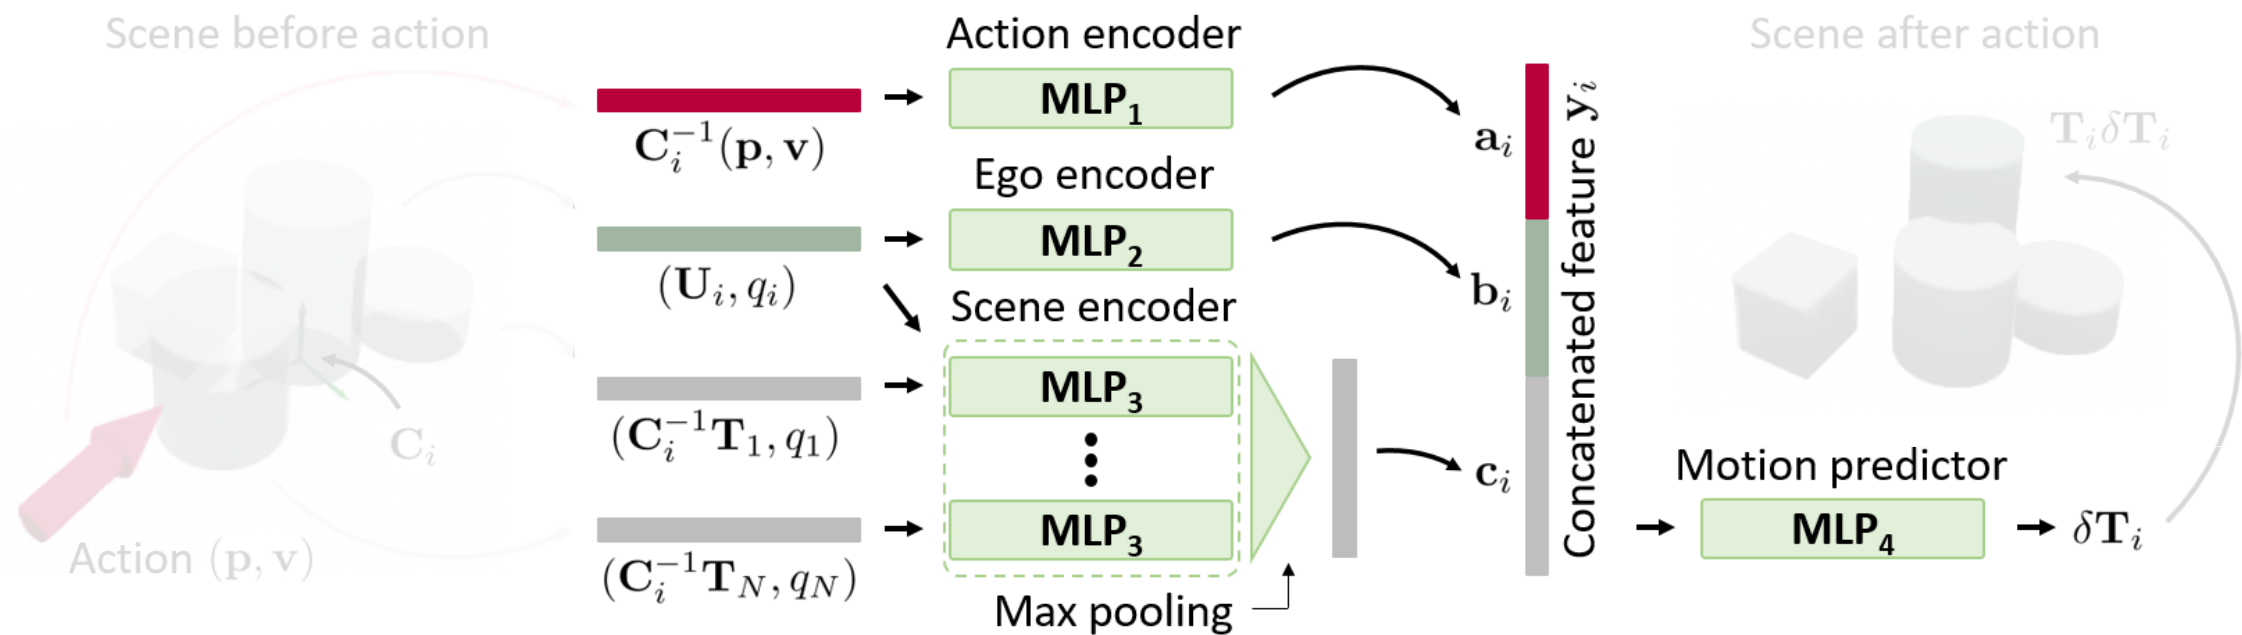 Scene before action
Action encoder
Scene after action
MLP₁
C_i^{-1}(p, v)
a_i
Ego encoder
MLP₂
(U_i, q_i)
b_i
Scene encoder
MLP₃
(C_i^{-1}T_1, q_1)
MLP₃
(C_i^{-1}T_N, q_N)
Max pooling
c_i
Concatenated feature y_i
C_i
Action (p, v)
T_iδT_i
Motion predictor
MLP₄
δT_i